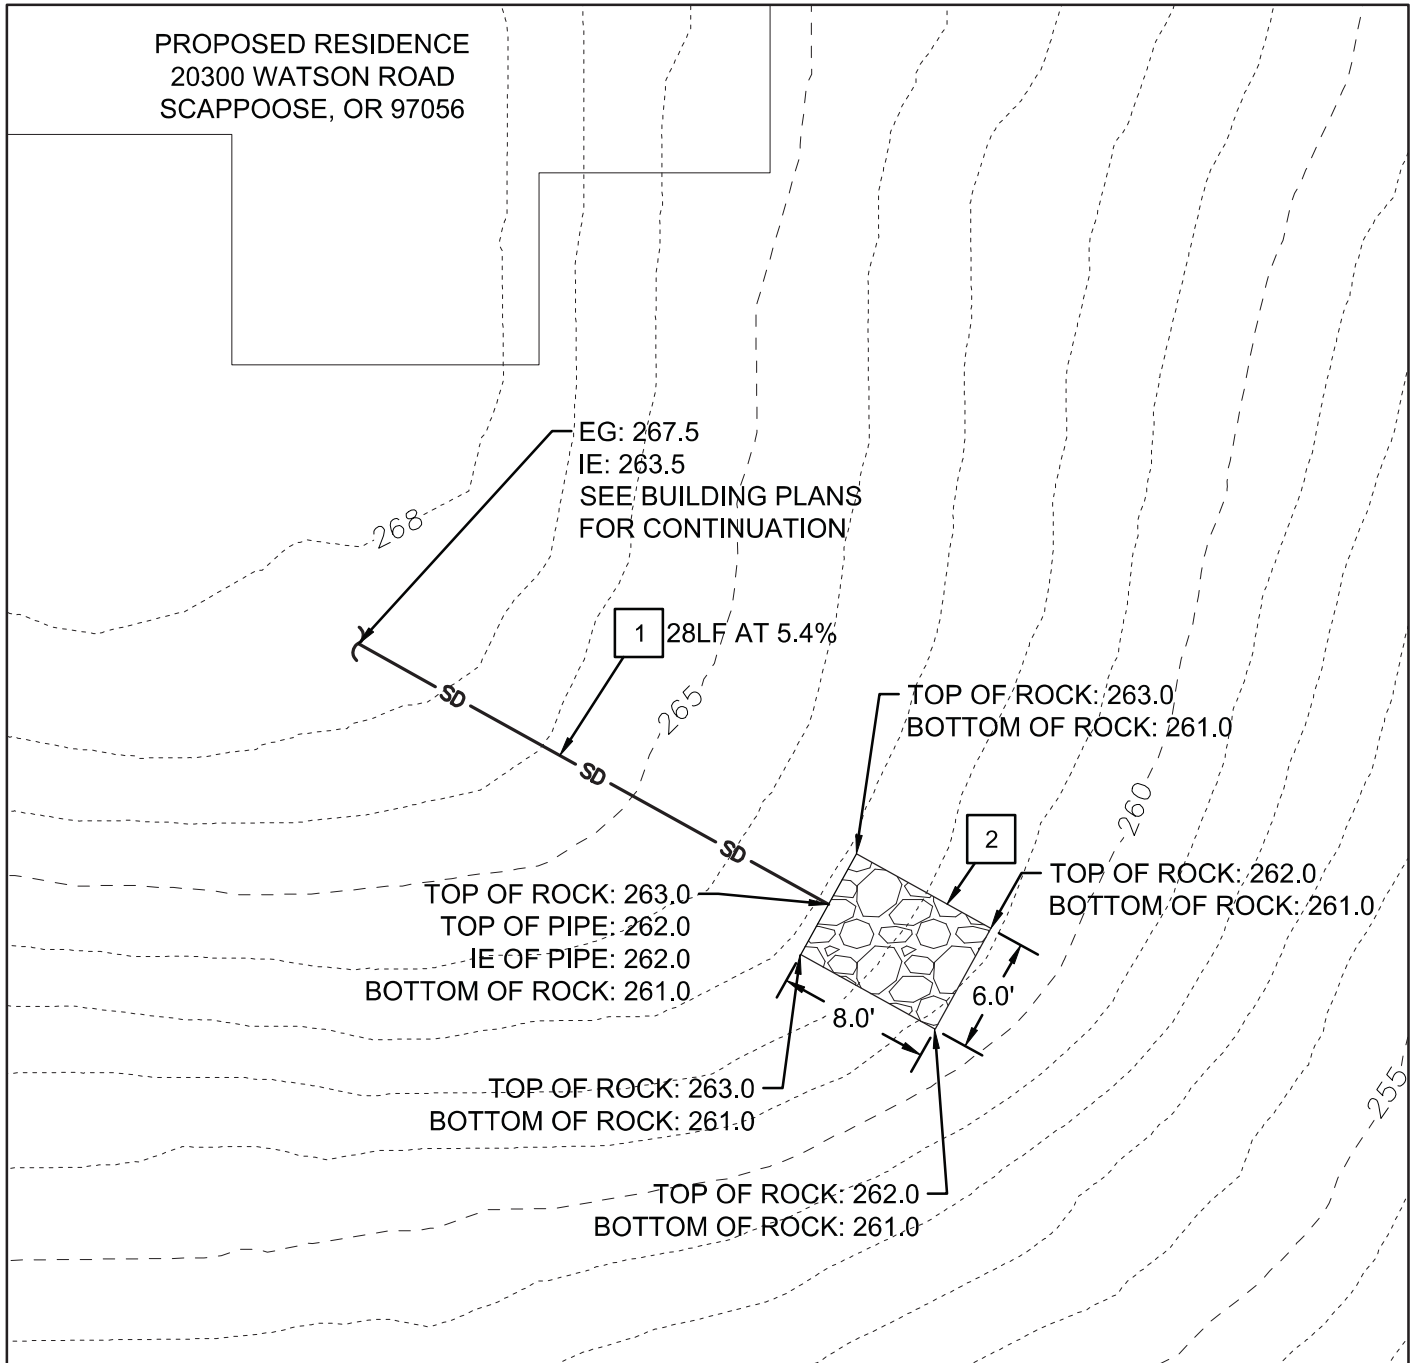 PROPOSED RESIDENCE
20300 WATSON ROAD
SCAPPOOSE, OR 97056
EG: 267.5
IE: 263.5
SEE BUILDING PLANS
FOR CONTINUATION
268
1
28LF AT 5.4%
SD
SD
SD
265
TOP OF ROCK: 263.0
BOTTOM OF ROCK: 261.0
260
2
TOP OF ROCK: 262.0
BOTTOM OF ROCK: 261.0
TOP OF ROCK: 263.0
TOP OF PIPE: 262.0
IE OF PIPE: 262.0
BOTTOM OF ROCK: 261.0
6.0'
8.0'
TOP OF ROCK: 263.0
BOTTOM OF ROCK: 261.0
255
TOP OF ROCK: 262.0
BOTTOM OF ROCK: 261.0